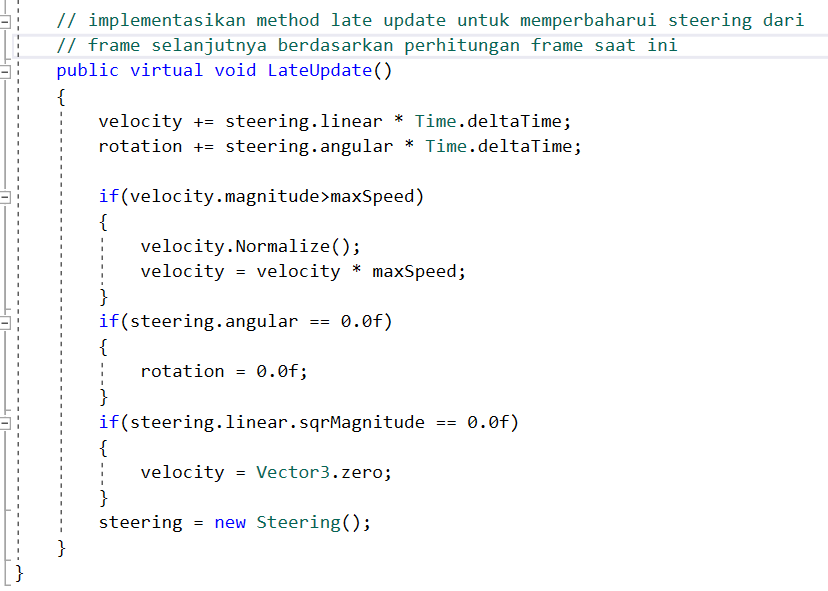 // implementasikan method late update untuk memperbaharui steering dari
// frame selanjutnya berdasarkan perhitungan frame saat ini
public virtual void LateUpdate()
{
velocity += steering.linear * Time.deltaTime;
rotation += steering.angular * Time.deltaTime;
if(velocity.magnitude>maxSpeed)
{
velocity.Normalize();
velocity = velocity * maxSpeed;
}
if(steering.angular == 0.0f)
{
rotation = 0.0f;
}
if(steering.linear.sqrMagnitude == 0.0f)
{
velocity = Vector3.zero;
}
steering = new Steering();
}
}